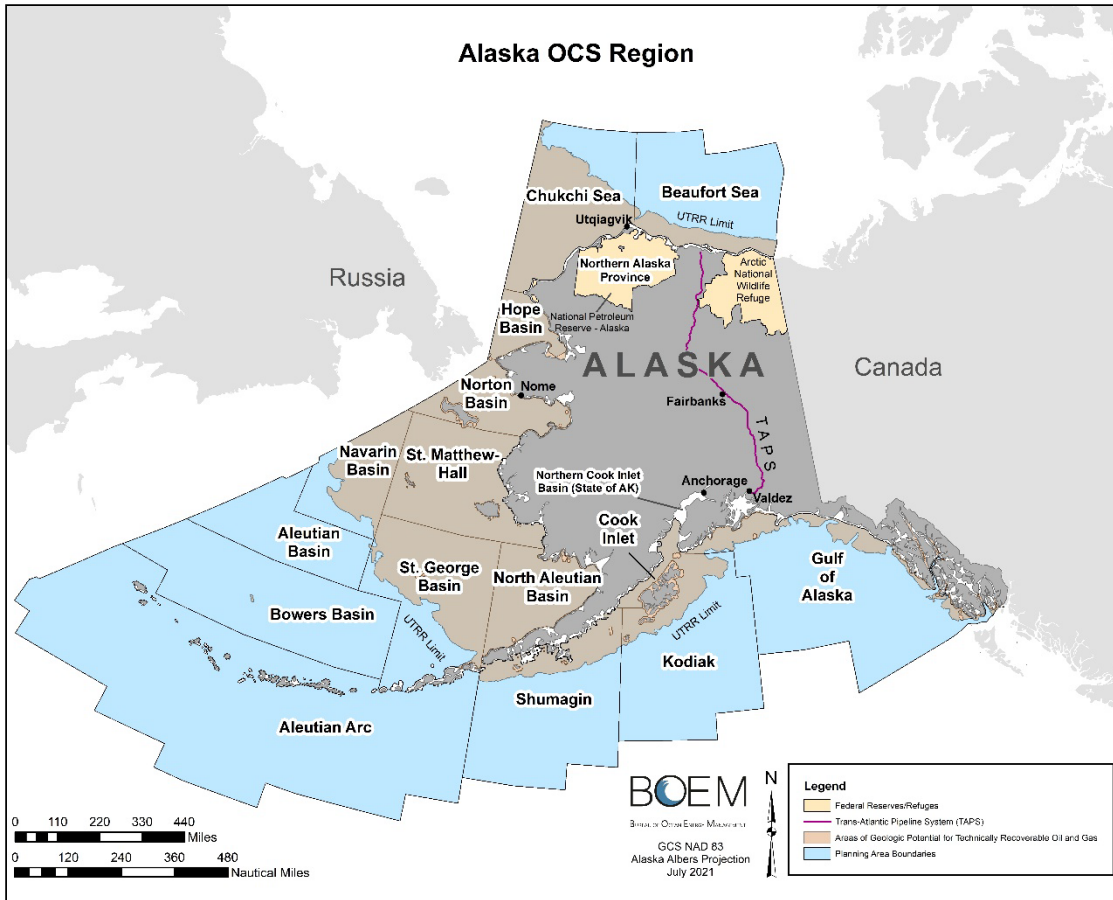 Alaska OCS Region
Chukchi Sea
Beaufort Sea
Utqiagvik
UTRR Limit
Northern Alaska
Province
Arctic
National
Wildlife
Refuge
Russia
National Petroleum
Reserve - Alaska
Hope
Basin
ALASKA
Canada
Norton
Basin
Nome
Fairbanks
TAPS
Navarin
Basin
St. Matthew-
Hall
Northern Cook Inlet
Basin (State of AK)
Anchorage
Valdez
Cook
Inlet
Aleutian
Basin
St. George
Basin
North Aleutian
Basin
Gulf
of
Alaska
Bowers Basin
UTRR Limit
UTRR Limit
Kodiak
Shumagin
Aleutian Arc
BOEM
Bureau of Ocean Energy Management
GCS NAD 83
Alaska Albers Projection
July 2021
N
Legend
Federal Reserves/Refuges
Trans-Atlantic Pipeline System (TAPS)
Areas of Geologic Potential for Technically Recoverable Oil and Gas
Planning Area Boundaries
0 110 220 330 440
Miles
0 120 240 360 480
Nautical Miles